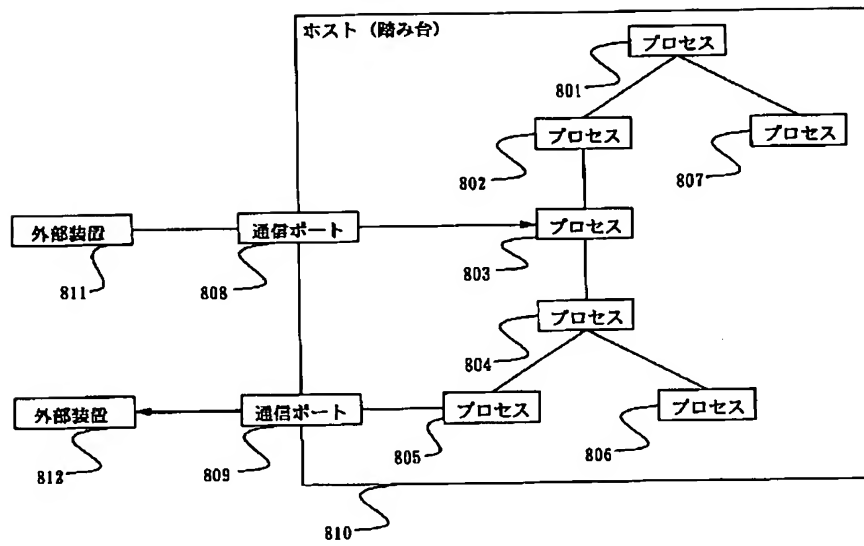 ホスト（踏み台）
プロセス
801
プロセス
プロセス
802
807
外部装置
通信ポート
プロセス
811
808
803
プロセス
804
外部装置
通信ポート
プロセス
プロセス
812
809
805
806
810